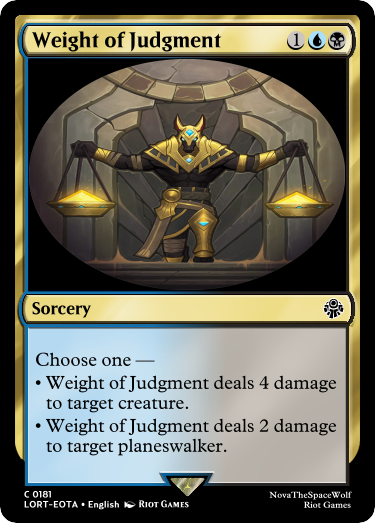 Weight of Judgment 1
Sorcery
Choose one —
• Weight of Judgment deals 4 damage
to target creature.
• Weight of Judgment deals 2 damage
to target planeswalker.
C 0181
LORT-EOTA • English RIOT GAMES
NovaTheSpaceWolf
Riot Games